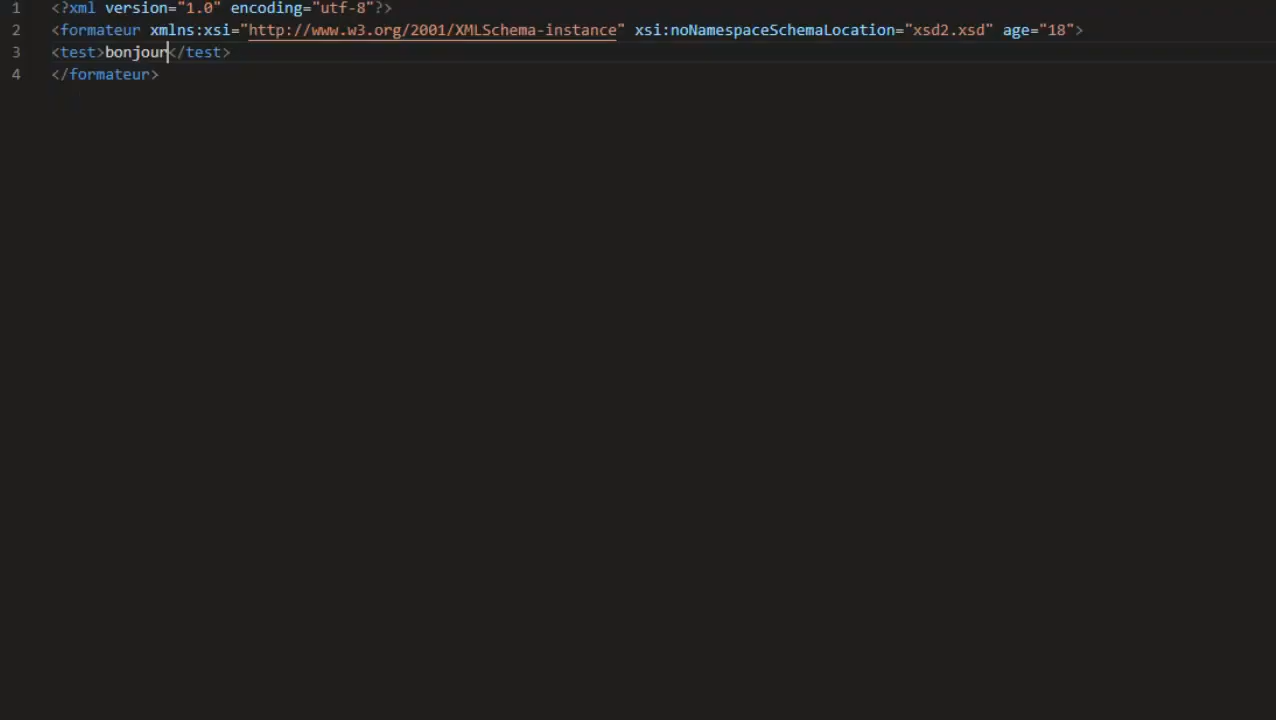 1 <?xml version="1.0" encoding="utf-8"?>
2 <formateur xmlns:xsi="http://www.w3.org/2001/XMLSchema-instance" xsi:noNamespaceSchemaLocation="xsd2.xsd" age="18">
3 <test>bonjour</test>
4 </formateur>